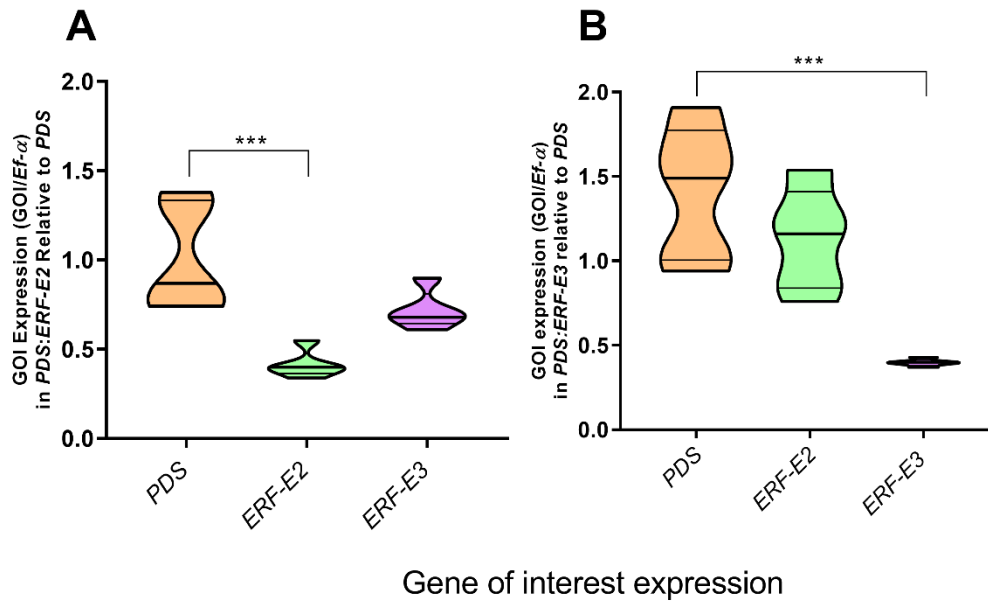 A
GOI Expression (GOI/Ef-α)
in PDS:ERF-E2 Relative to PDS
2.0
1.5
1.0
0.5
0.0
***
PDS
ERF-E2
ERF-E3
B
GOI expression (GOI/Ef-α)
in PDS:ERF-E3 relative to PDS
2.0
1.5
1.0
0.5
0.0
***
PDS
ERF-E2
ERF-E3
Gene of interest expression